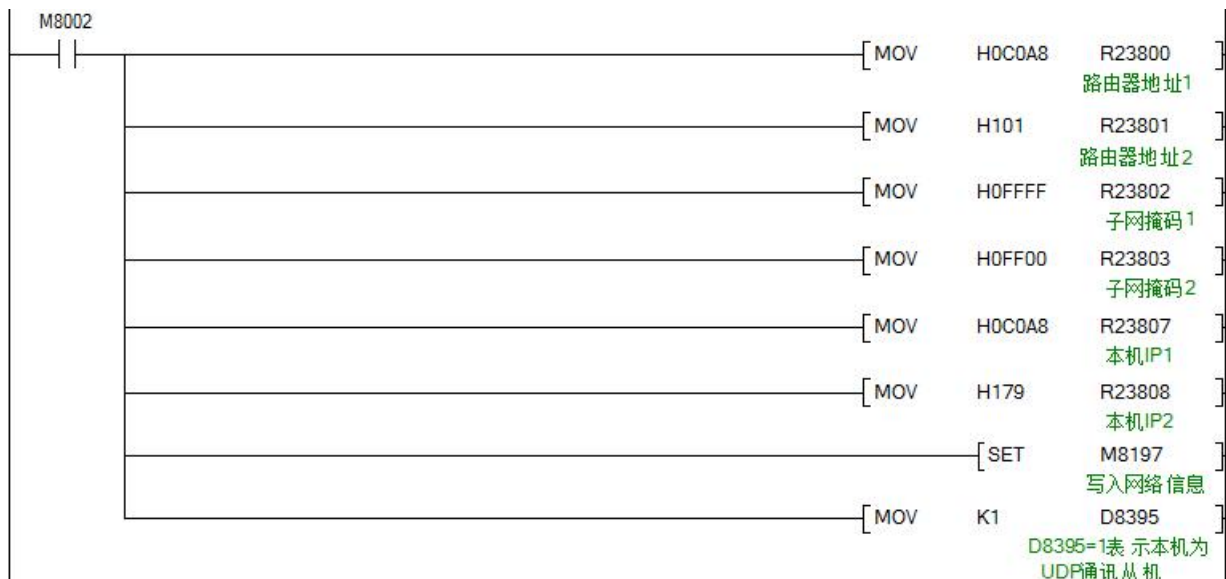 M8002
MOV H0C0A8 R23800
路由器地址1
MOV H101 R23801
路由器地址2
MOV H0FFFF R23802
子网掩码1
MOV H0FF00 R23803
子网掩码2
MOV H0C0A8 R23807
本机IP1
MOV H179 R23808
本机IP2
SET M8197
写入网络信息
MOV K1 D8395
D8395=1表示本机为
UDP通讯从机